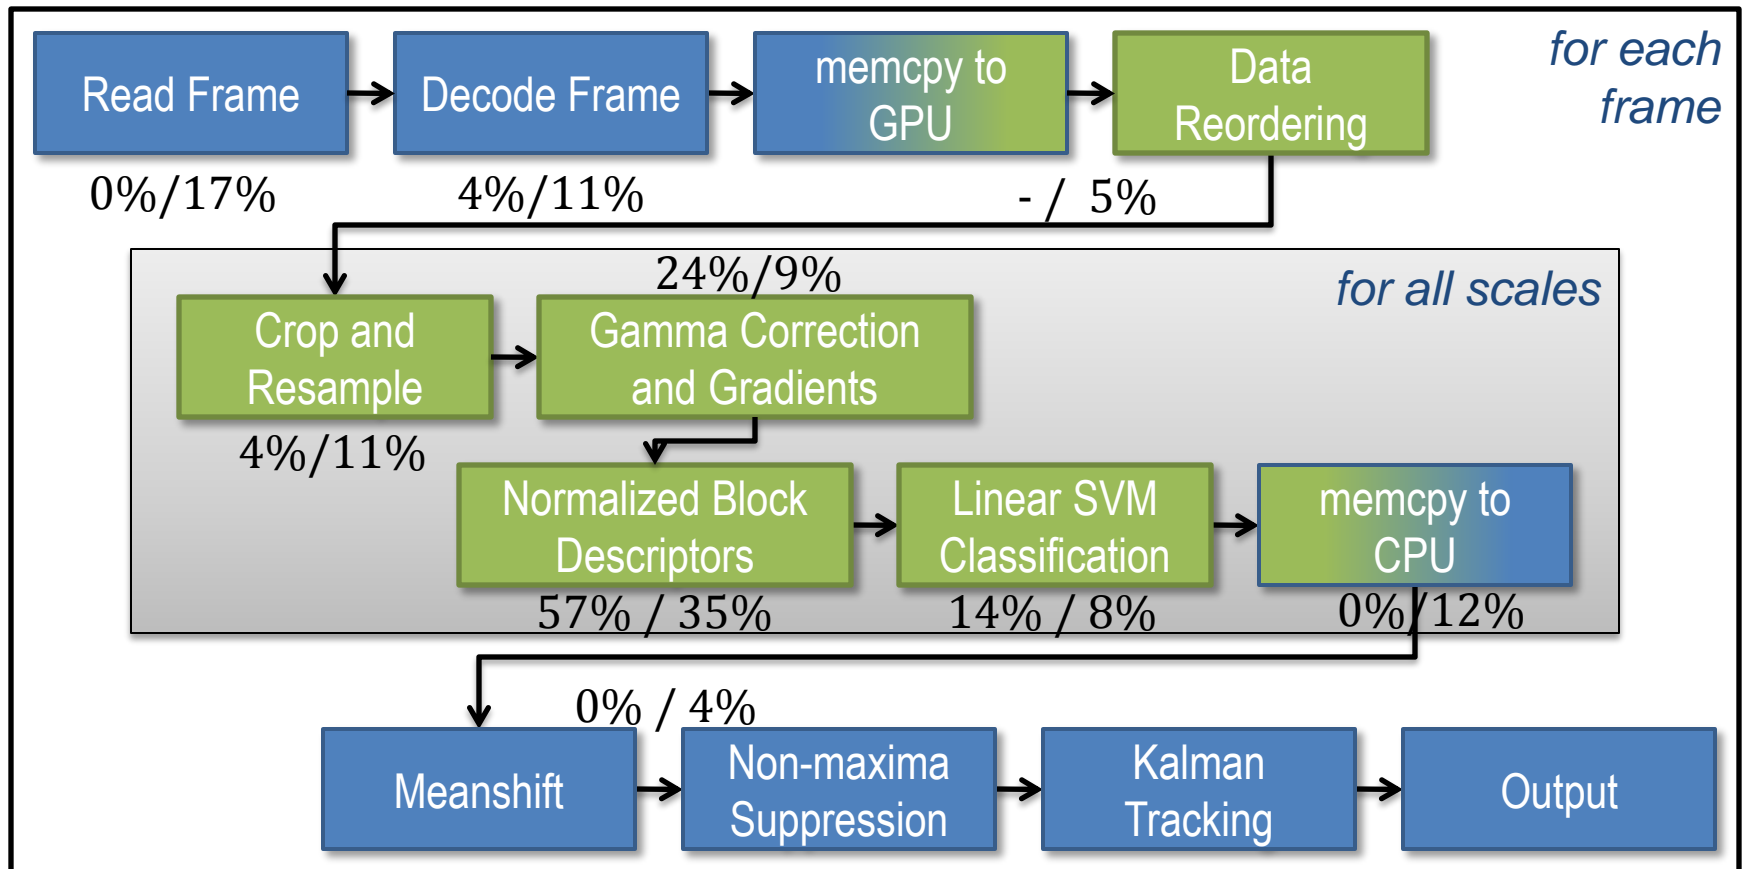 for each
frame
Read Frame
Decode Frame
memcpy to
GPU
Data
Reordering
0%/17%
4%/11%
- / 5%
for all scales
24%/9%
Crop and
Resample
Gamma Correction
and Gradients
4%/11%
Normalized Block
Descriptors
Linear SVM
Classification
memcpy to
CPU
57% / 35%
14% / 8%
0%/12%
0% / 4%
Meanshift
Non-maxima
Suppression
Kalman
Tracking
Output